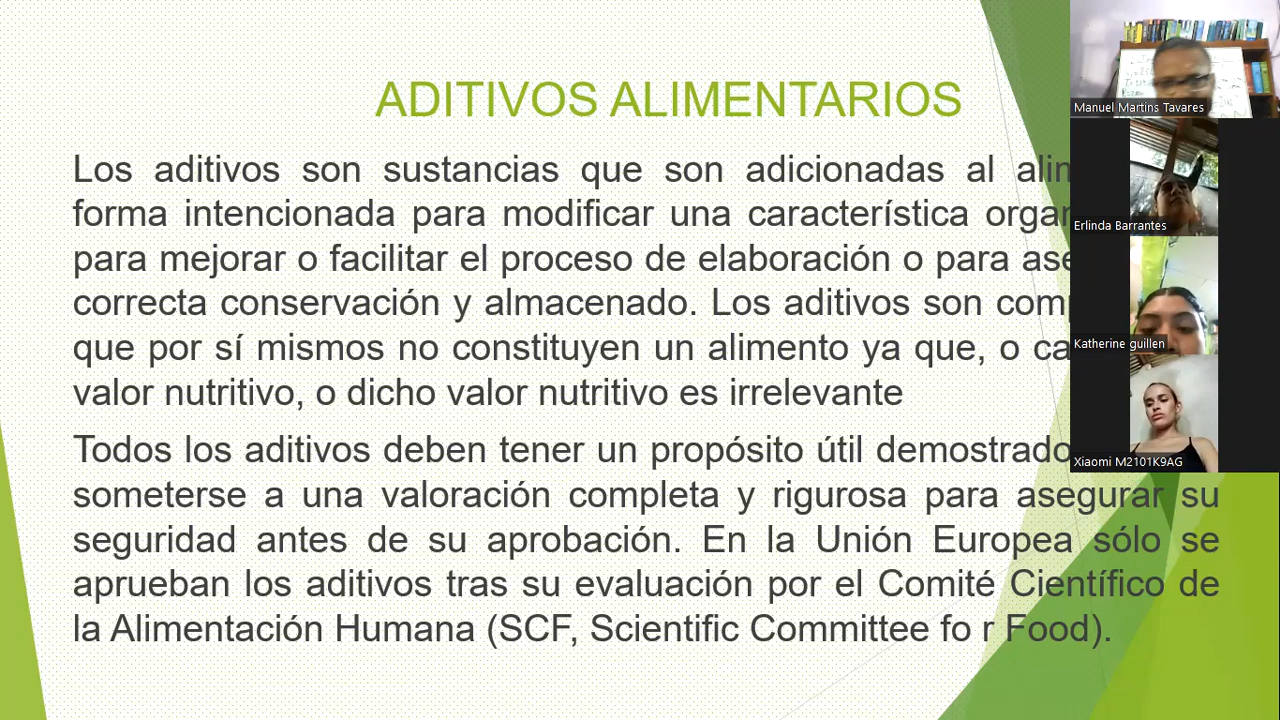 ADITIVOS ALIMENTARIOS
Los aditivos son sustancias que son adicionadas al
forma intencionada para modificar una característica
para mejorar o facilitar el proceso de elaboración o para
correcta conservación y almacenado. Los aditivos son
que por sí mismos no constituyen un alimento ya que, o
valor nutritivo, o dicho valor nutritivo es irrelevante
Todos los aditivos deben tener un propósito útil demostrado
someterse a una valoración completa y rigurosa para asegurar su
seguridad antes de su aprobación. En la Unión Europea sólo se
aprueban los aditivos tras su evaluación por el Comité Científico de
la Alimentación Humana (SCF, Scientific Committee fo r Food).
Manuel Martins Tavares
Erlinda Barrantes
Katherine guillen
Xiaomi M2101K9AG